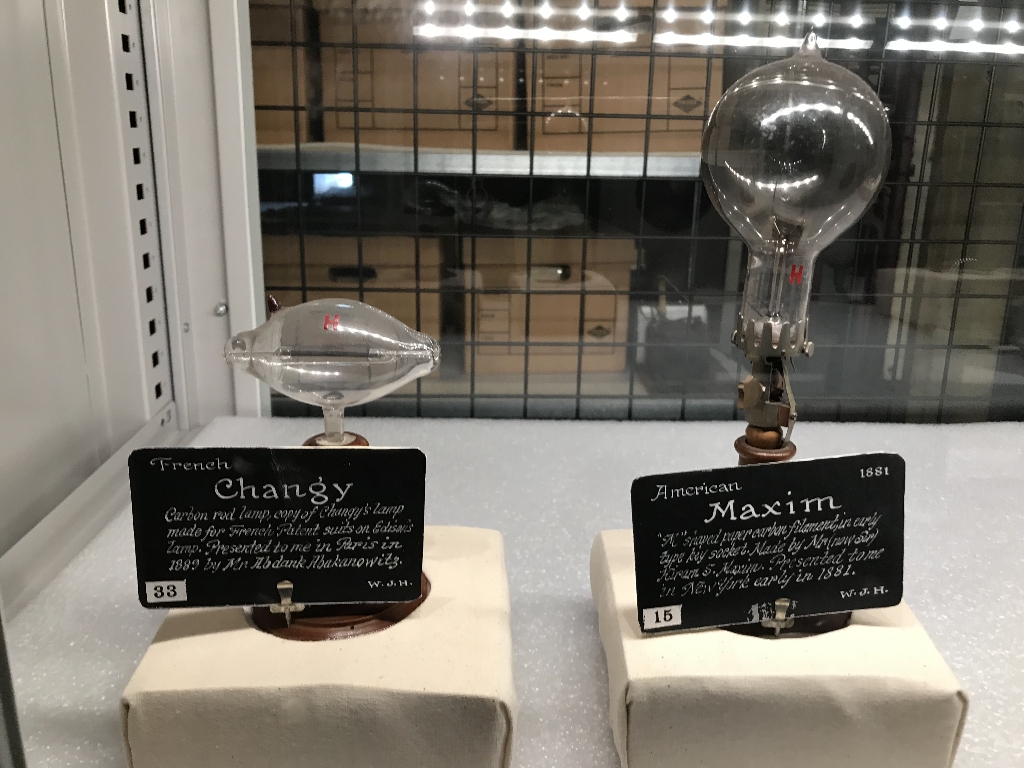 H
H
French
Changy
Carbon rod lamp, copy of Changy's lamp
made for French Patent suits on Edison's
lamp. Presented to me in Paris in
1889 by Mr. Abdank Abakanowitz.
W.J.H.
33
American
1881
Maxim
"M" shaped paper carbon filament, in early
type key socket. Made by Mr. (now Sir)
Hiram S. Maxim. Presented to me
in New York early in 1881.
W.J.H.
15